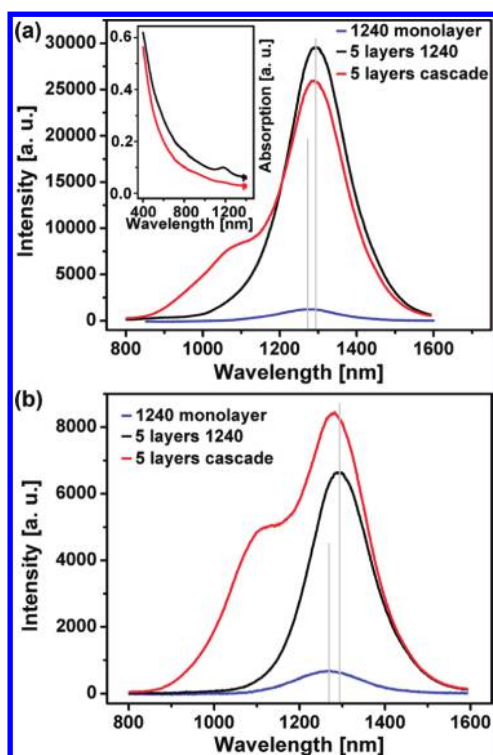 (a)
1240 monolayer
5 layers 1240
5 layers cascade
30000
25000
20000
15000
10000
5000
0
Intensity [a. u.]
0.6
0.4
0.2
0.0
Absorption [a. u.]
400 800 1200
Wavelength [nm]
800 1000 1200 1400 1600
Wavelength [nm]
(b)
1240 monolayer
5 layers 1240
5 layers cascade
8000
6000
4000
2000
0
Intensity [a. u.]
800 1000 1200 1400 1600
Wavelength [nm]